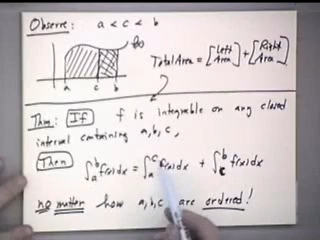 Observe: a < c < b
f(x)
a c b
Total Area = [Left Area] + [Right Area]
Thm: If f is integrable on any closed
interval containing a, b, c,
Then ∫_a^b f(x)dx = ∫_a^c f(x)dx + ∫_c^b f(x)dx
no matter how a,b,c are ordered!